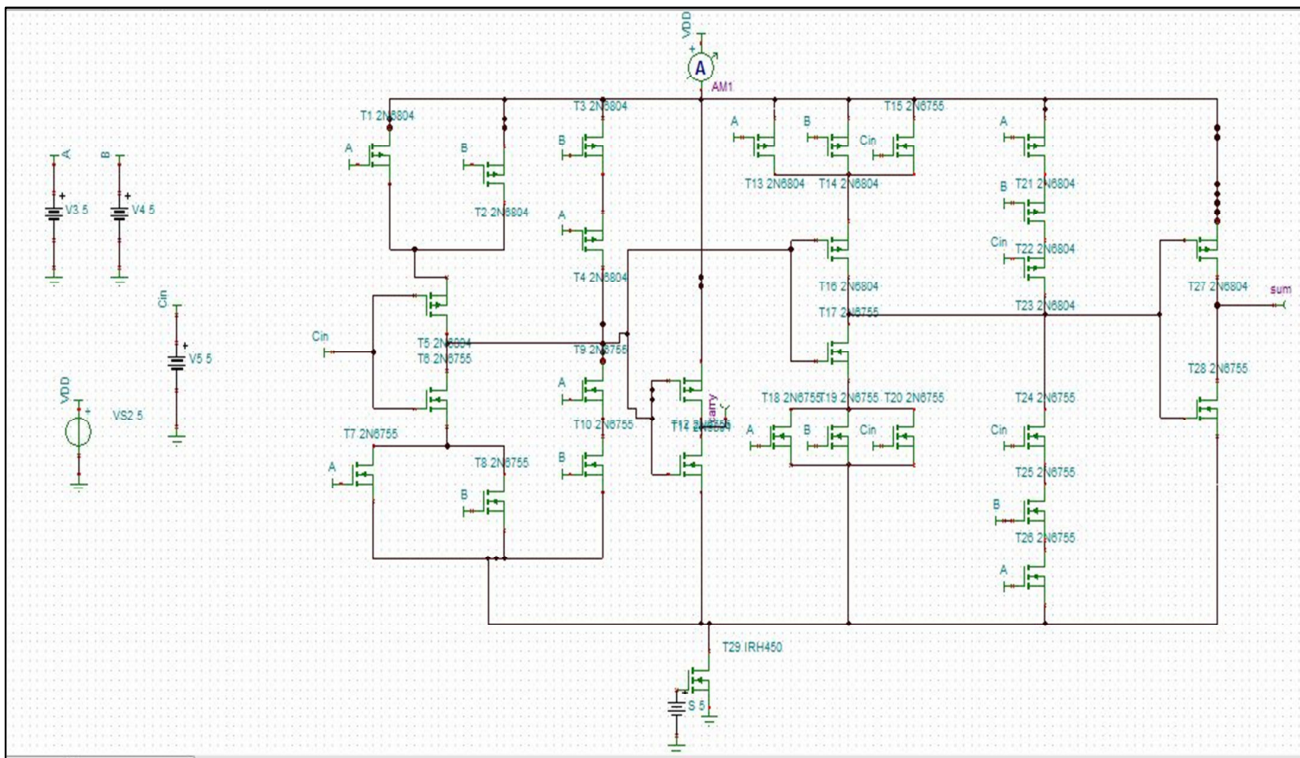 VDD
A
AM1
T1 2N6804
A
B
T2 2N6804
T3 2N6804
B
A
T4 2N6804
A
B
Cin
T15 2N6755
T13 2N6804
T14 2N6804
A
T21 2N6804
B
T22 2N6804
Cin
T23 2N6804
A
V3 5
B
V4 5
Cin
V5 5
VDD
VS2 5
Cin
T5 2N6804
T6 2N6755
T7 2N6755
A
T8 2N6755
B
T9 2N6755
A
T10 2N6755
B
carry
T16 2N6804
T17 2N6755
T18 2N6755
T19 2N6755
T20 2N6755
A
B
Cin
T24 2N6755
Cin
T25 2N6755
B
T26 2N6755
A
T27 2N6804
sum
T28 2N6755
T29 IRH450
S 5